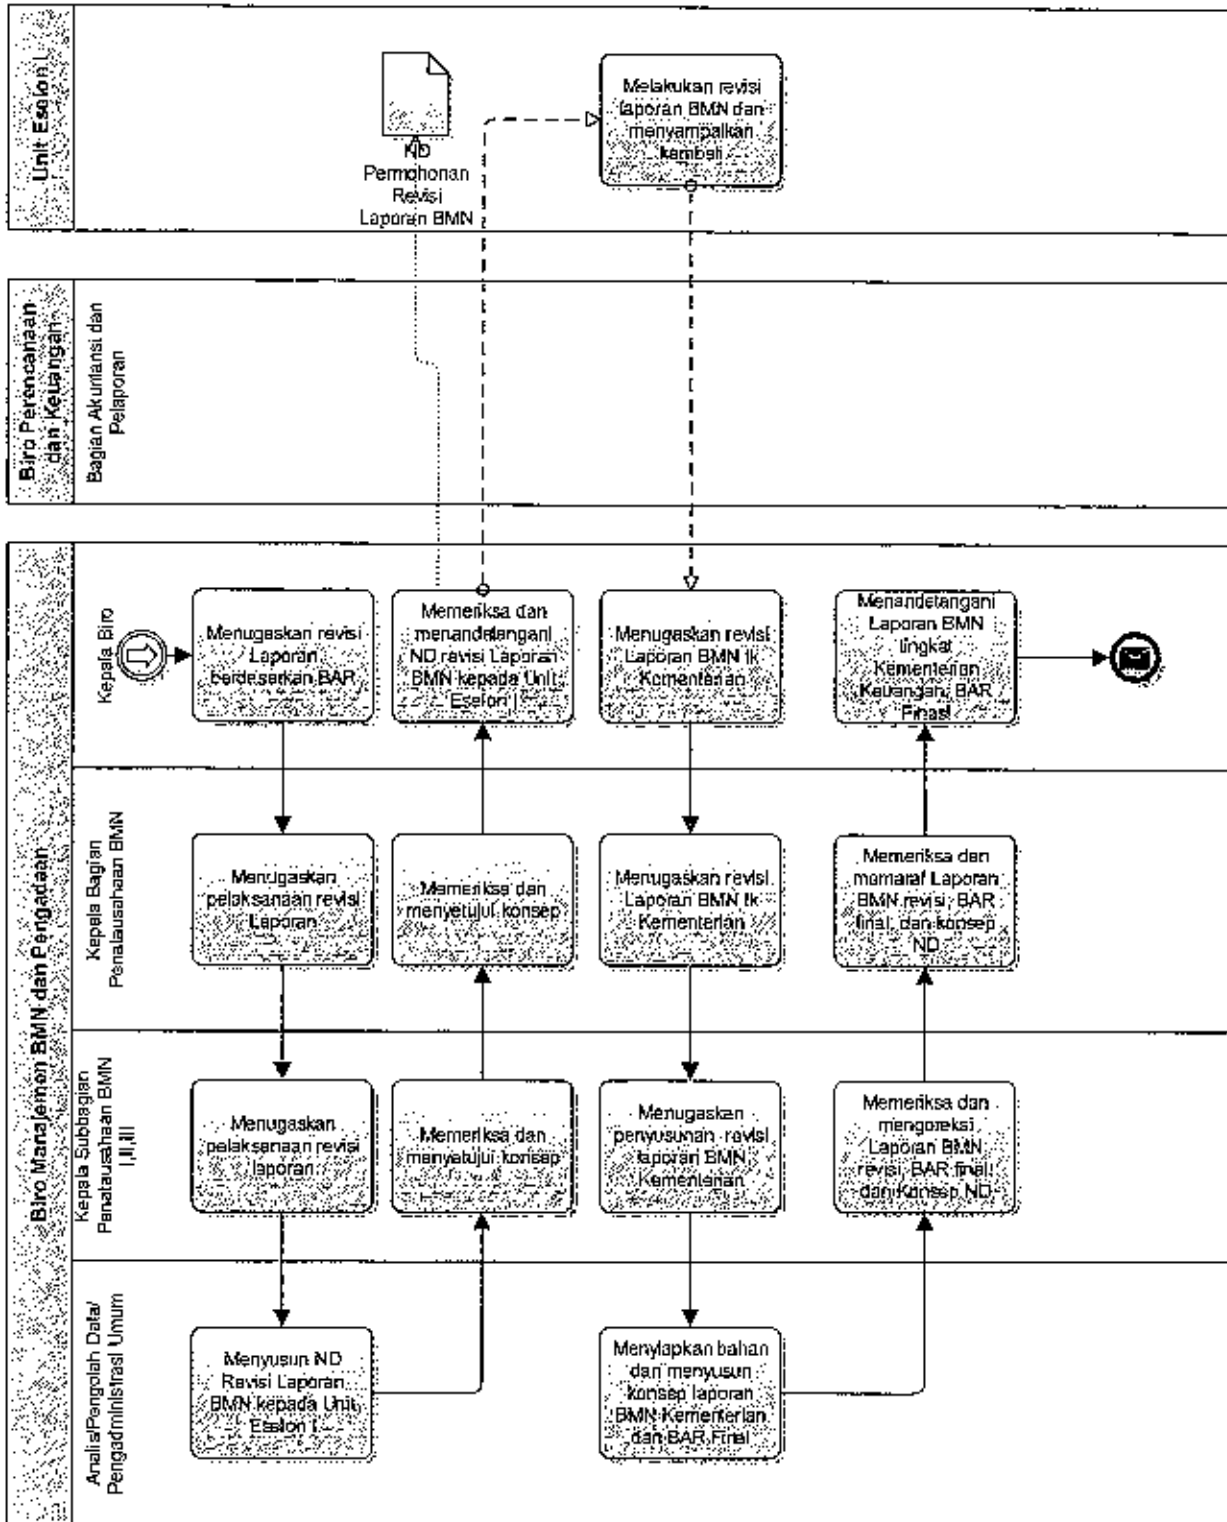 Unit Eselon I
ND
Permohonan
Revisi
Laporan BMN
Melakukan revisi
laporan BMN dan
menyampaikan
kembali
Biro Perencanaan
dan Keuangan
Bagian Akuntansi dan
Pelaporan
Biro Manajemen BMN dan Pengadaan
Kepala Biro
Menugaskan revisi
Laporan
berdasarkan BAR
Memeriksa dan
menandatangani
ND revisi Laporan
BMN kepada Unit
Eselon I
Menugaskan revisi
Laporan BMN tk
Kementerian
Menandatangani
Laporan BMN
tingkat
Kementerian
Keuangan, BAR
Final
Kepala Bagian
Penatausahaan BMN
Menugaskan
pelaksanaan revisi
Laporan
Memeriksa dan
menyetujui konsep
Menugaskan revisi
Laporan BMN tk
Kementerian
Memeriksa dan
memaraf Laporan
BMN revisi, BAR
final, dan konsep
ND
Kepala Subbagian
Penatausahaan BMN
I,II,III
Menugaskan
pelaksanaan revisi
laporan
Memeriksa dan
menyetujui konsep
Menugaskan
penyusunan revisi
laporan BMN
Kementerian
Memeriksa dan
mengoreksi
Laporan BMN
revisi, BAR final,
dan Konsep ND
Analis/Pengolah Data/
Pengadministrasi Umum
Menyusun ND
Revisi Laporan
BMN kepada Unit
Eselon I
Menyiapkan bahan
dan menyusun
konsep laporan
BMN Kementerian
dan BAR Final